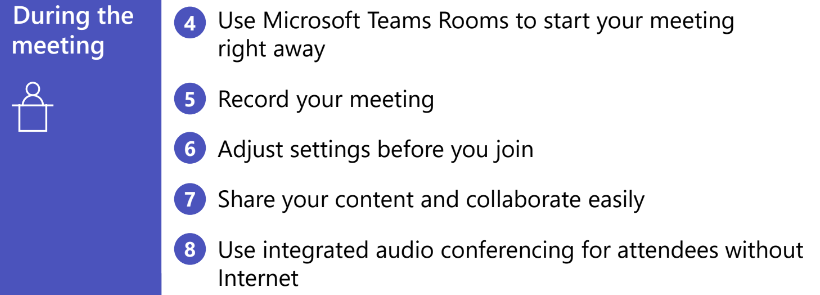 During the
meeting
4 Use Microsoft Teams Rooms to start your meeting
right away
5 Record your meeting
6 Adjust settings before you join
7 Share your content and collaborate easily
8 Use integrated audio conferencing for attendees without
Internet